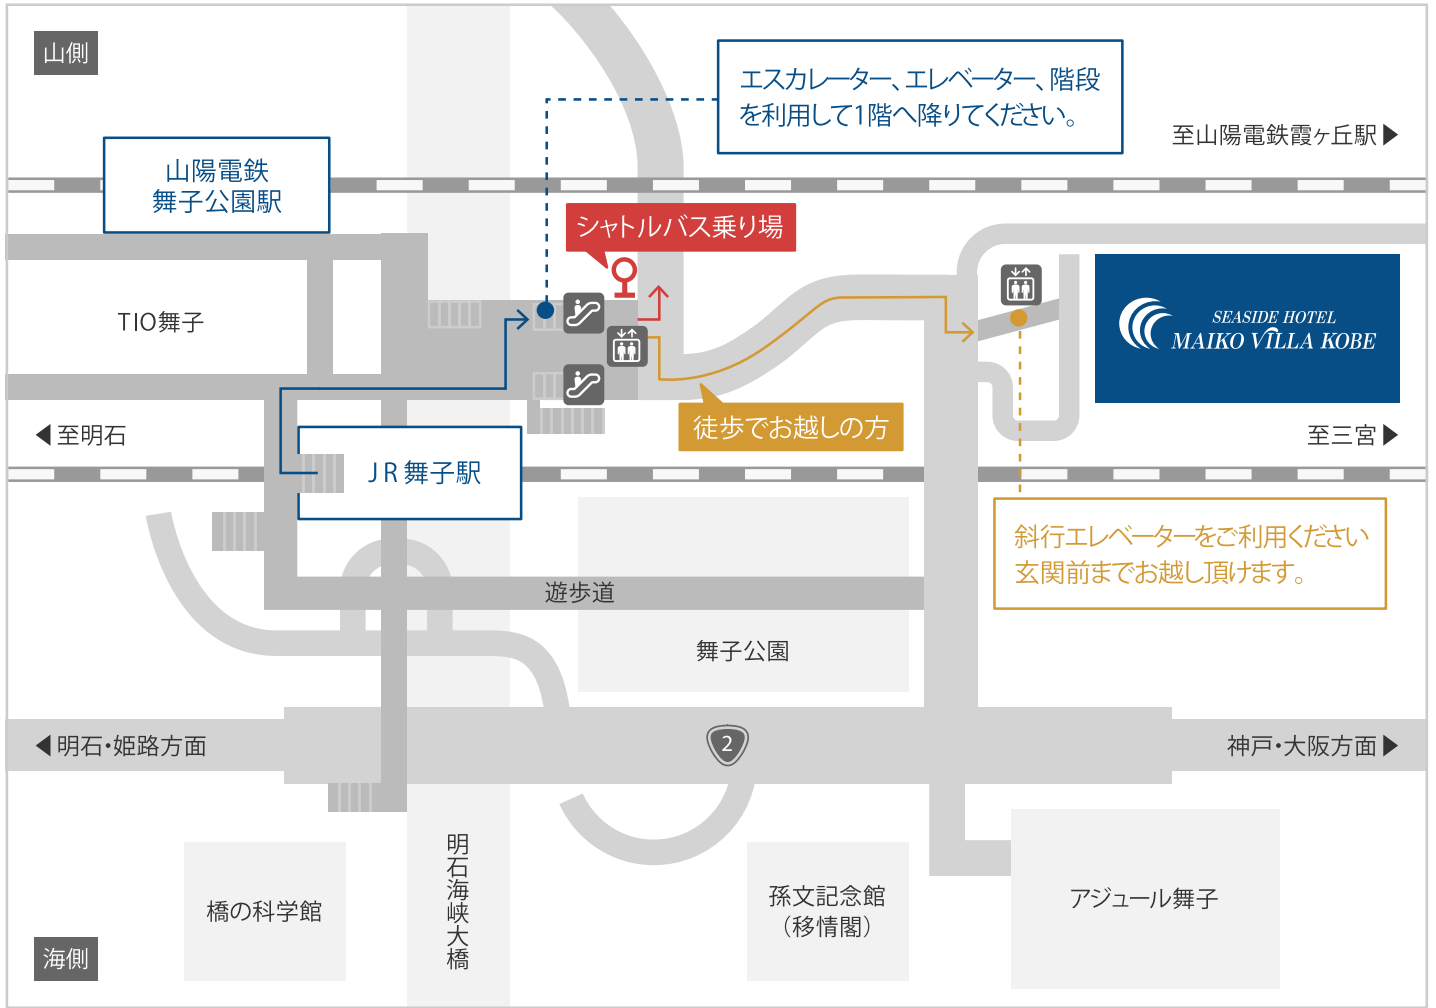 山側
エスカレーター、エレベーター、階段
を利用して1階へ降りてください。
至山陽電鉄霞ヶ丘駅▶
山陽電鉄
舞子公園駅
シャトルバス乗り場
TIO舞子
SEASIDE HOTEL
MAIKO VILLA KOBE
徒歩でお越しの方
◀至明石
至三宮▶
JR舞子駅
斜行エレベーターをご利用ください
玄関前までお越し頂けます。
遊歩道
舞子公園
◀明石・姫路方面
2
神戸・大阪方面▶
明石海峡大橋
橋の科学館
孫文記念館
（移情閣）
アジュール舞子
海側